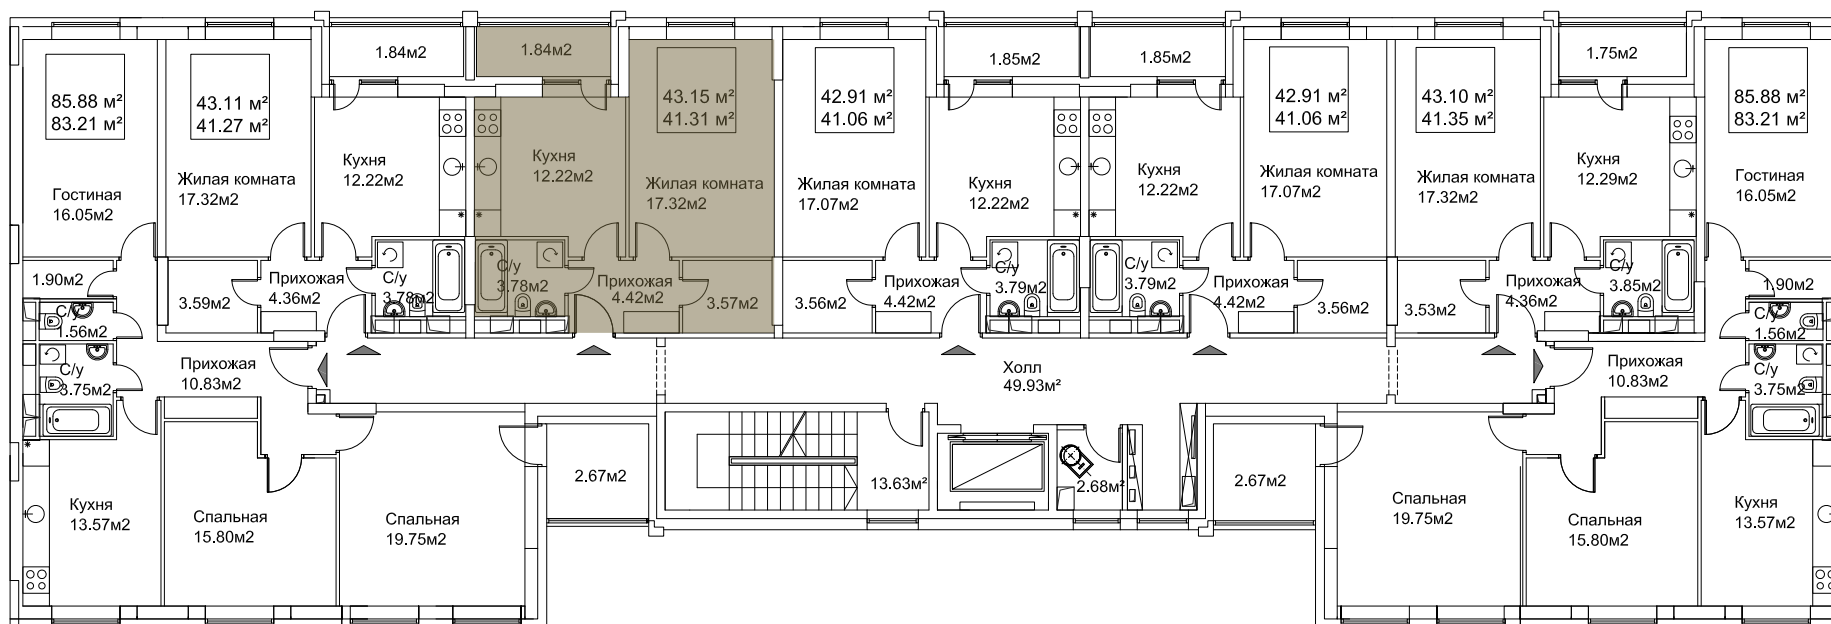 1.84м2
1.84м2
1.85м2
1.85м2
1.75м2
85.88 м²
83.21 м²
43.11 м²
41.27 м²
43.15 м²
41.31 м²
42.91 м²
41.06 м²
42.91 м²
41.06 м²
43.10 м²
41.35 м²
85.88 м²
83.21 м²
Гостиная
16.05м2
Жилая комната
17.32м2
Кухня
12.22м2
Кухня
12.22м2
Жилая комната
17.32м2
Жилая комната
17.07м2
Кухня
12.22м2
Кухня
12.22м2
Жилая комната
17.07м2
Жилая комната
17.32м2
Кухня
12.29м2
Гостиная
16.05м2
1.90м2
3.59м2
Прихожая
4.36м2
С/у
3.78м2
С/у
3.78м2
Прихожая
4.42м2
3.57м2
3.56м2
Прихожая
4.42м2
С/у
3.79м2
С/у
3.79м2
Прихожая
4.42м2
3.56м2
3.53м2
Прихожая
4.36м2
С/у
3.85м2
1.90м2
С/у
1.56м2
С/у
1.56м2
С/у
3.75м2
Прихожая
10.83м2
Холл
49.93м²
Прихожая
10.83м2
С/у
3.75м2
Кухня
13.57м2
Спальная
15.80м2
Спальная
19.75м2
2.67м2
13.63м²
2.68м²
2.67м2
Спальная
19.75м2
Спальная
15.80м2
Кухня
13.57м2